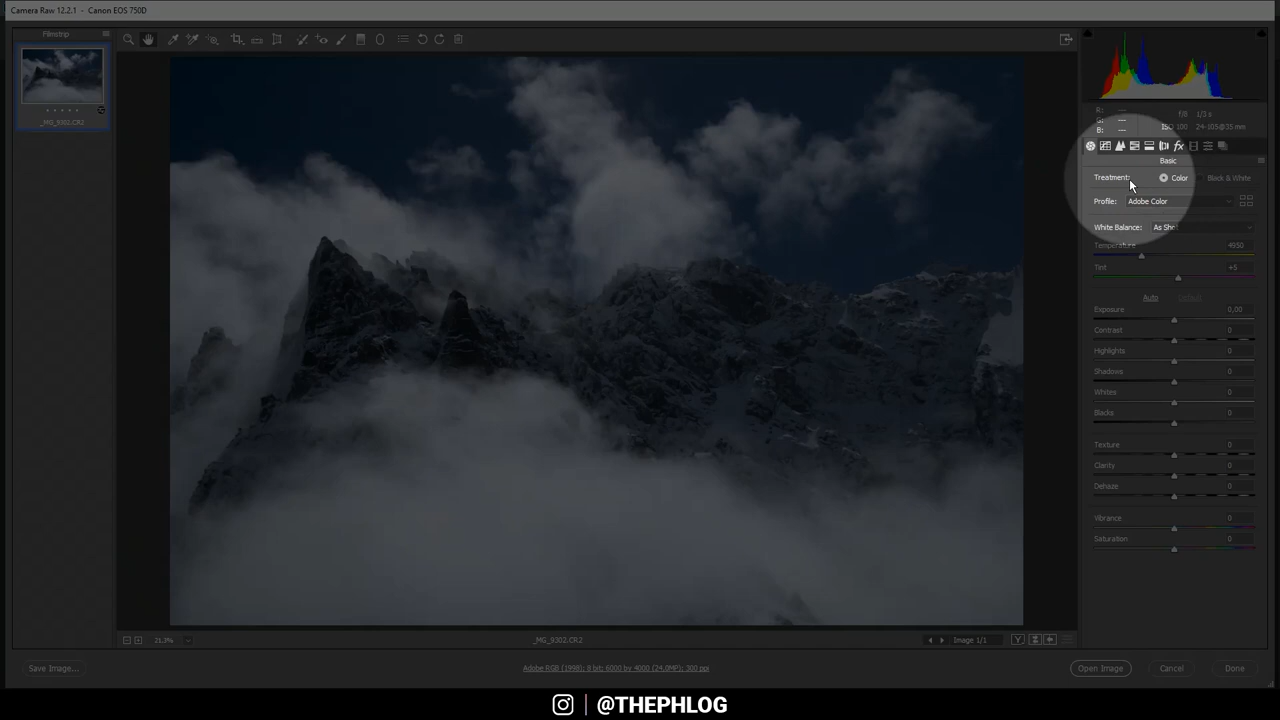 Camera Raw 12.2.1 - Canon EOS 750D
Filmstrip
_MG_9302.CR2
R: ---
G: ---
B: ---
f/8 1/3 s
ISO 100 24-105@35 mm
Basic
Treatment: Color Black & White
Profile: Adobe Color
White Balance: As Shot
Temperature 4950
Tint +5
Auto Default
Exposure 0,00
Contrast 0
Highlights 0
Shadows 0
Whites 0
Blacks 0
Texture 0
Clarity 0
Dehaze 0
Vibrance 0
Saturation 0
21,3% _MG_9302.CR2 Image 1/1 Y
Save Image... Adobe RGB (1998); 8 bit; 6000 by 4000 (24,0MP); 300 ppi Open Image Cancel Done
@THEPHLOG